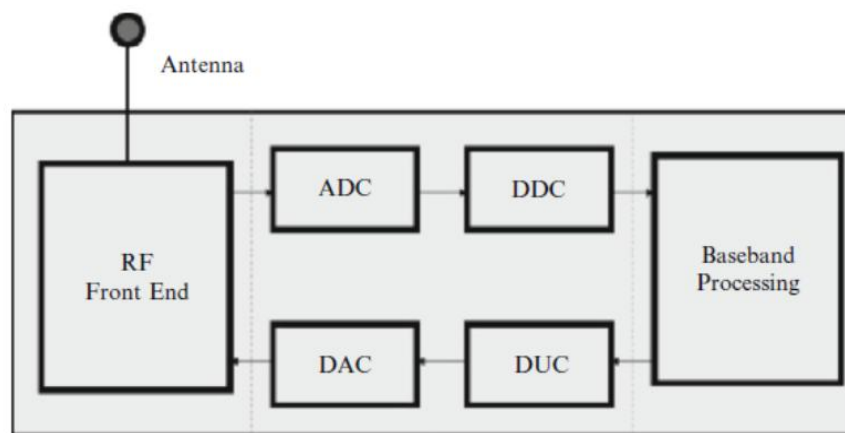 Antenna
RF
Front End
ADC
DDC
Baseband
Processing
DAC
DUC